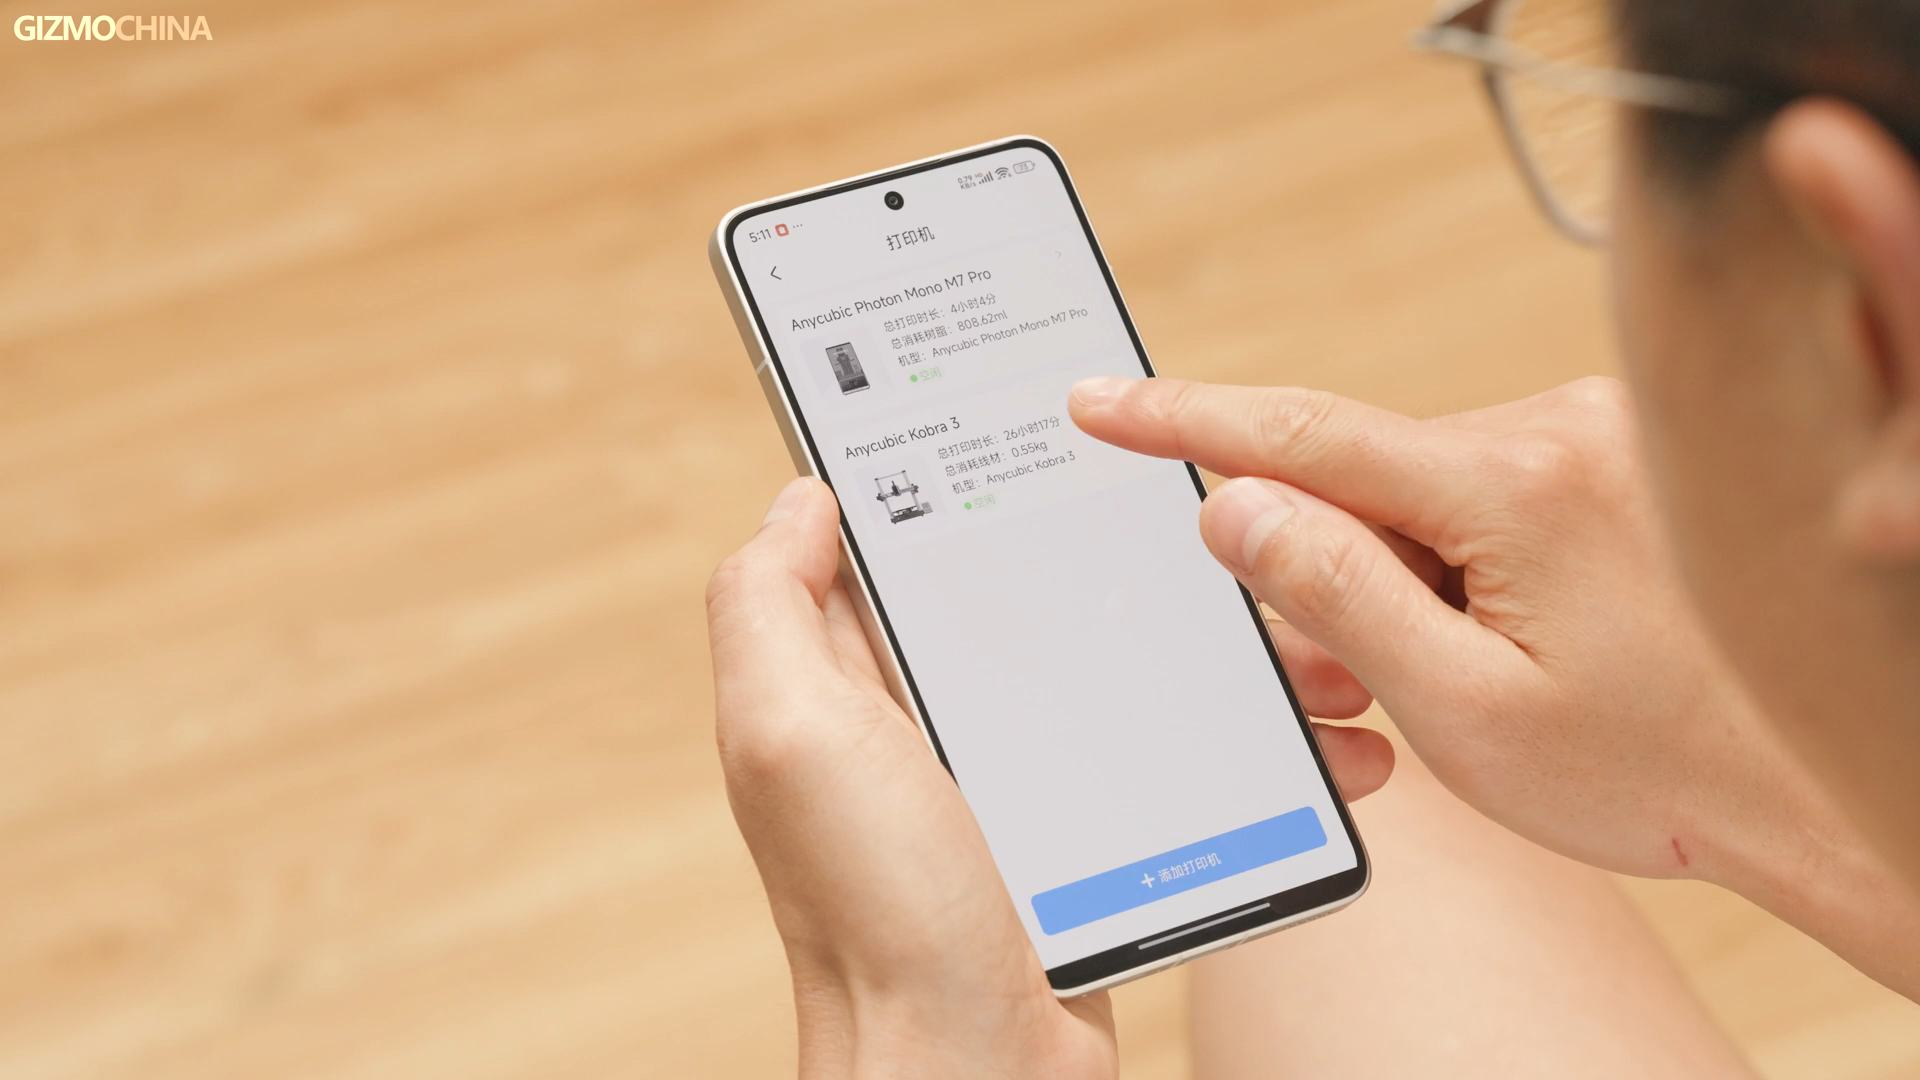 GIZMOCHINA
5:11 ...
0.79 KB/s
打印机
Anycubic Photon Mono M7 Pro
总打印时长：4小时4分
总消耗树脂：808.62ml
机型：Anycubic Photon Mono M7 Pro
空闲
Anycubic Kobra 3
总打印时长：26小时17分
总消耗线材：0.55kg
机型：Anycubic Kobra 3
空闲
+ 添加打印机